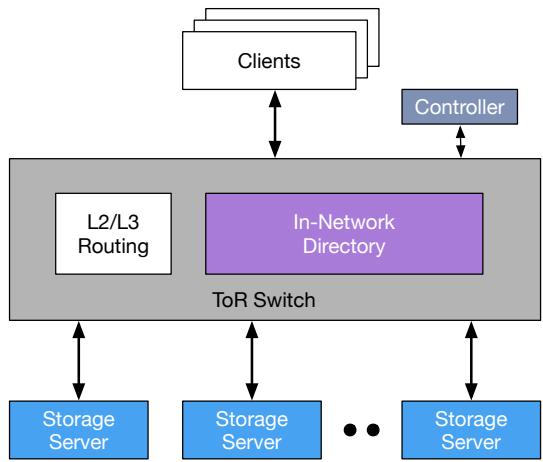 Clients
Controller
L2/L3
Routing
In-Network
Directory
ToR Switch
Storage
Server
Storage
Server
Storage
Server